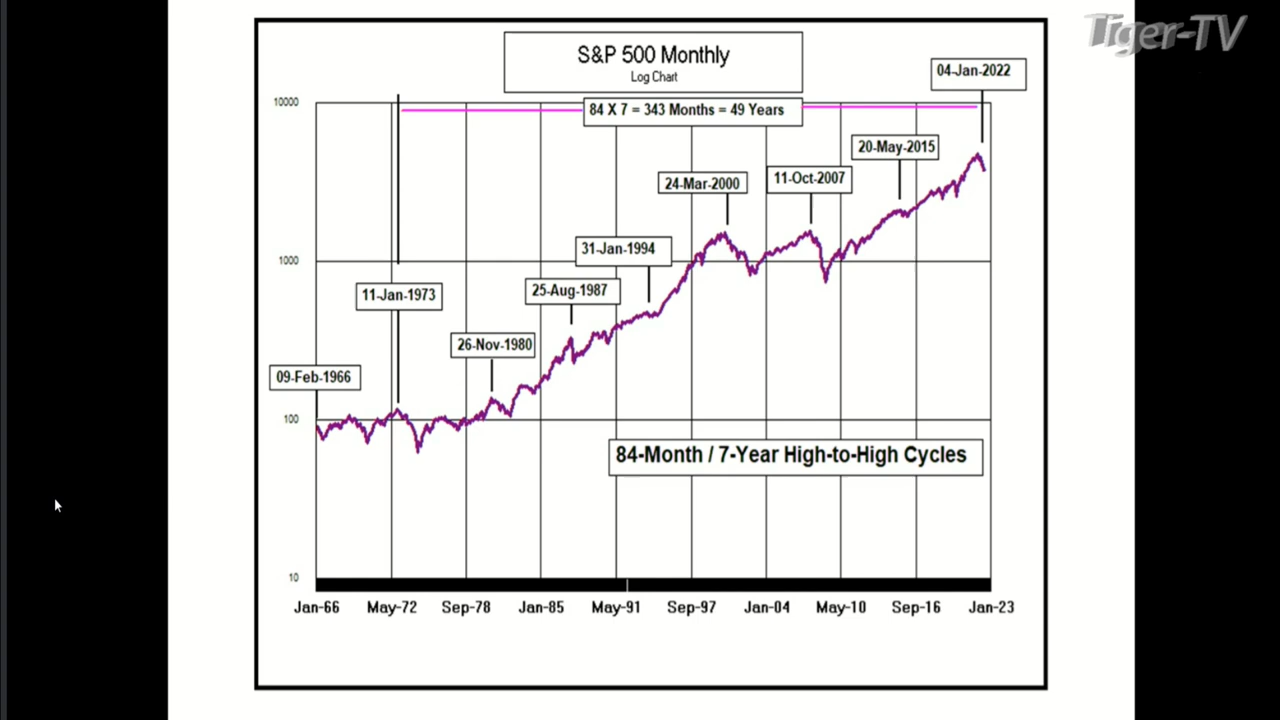 Tiger-TV
S&P 500 Monthly
Log Chart
04-Jan-2022
84 X 7 = 343 Months = 49 Years
20-May-2015
24-Mar-2000
11-Oct-2007
31-Jan-1994
25-Aug-1987
11-Jan-1973
26-Nov-1980
09-Feb-1966
84-Month / 7-Year High-to-High Cycles
10000
1000
100
10
Jan-66 May-72 Sep-78 Jan-85 May-91 Sep-97 Jan-04 May-10 Sep-16 Jan-23